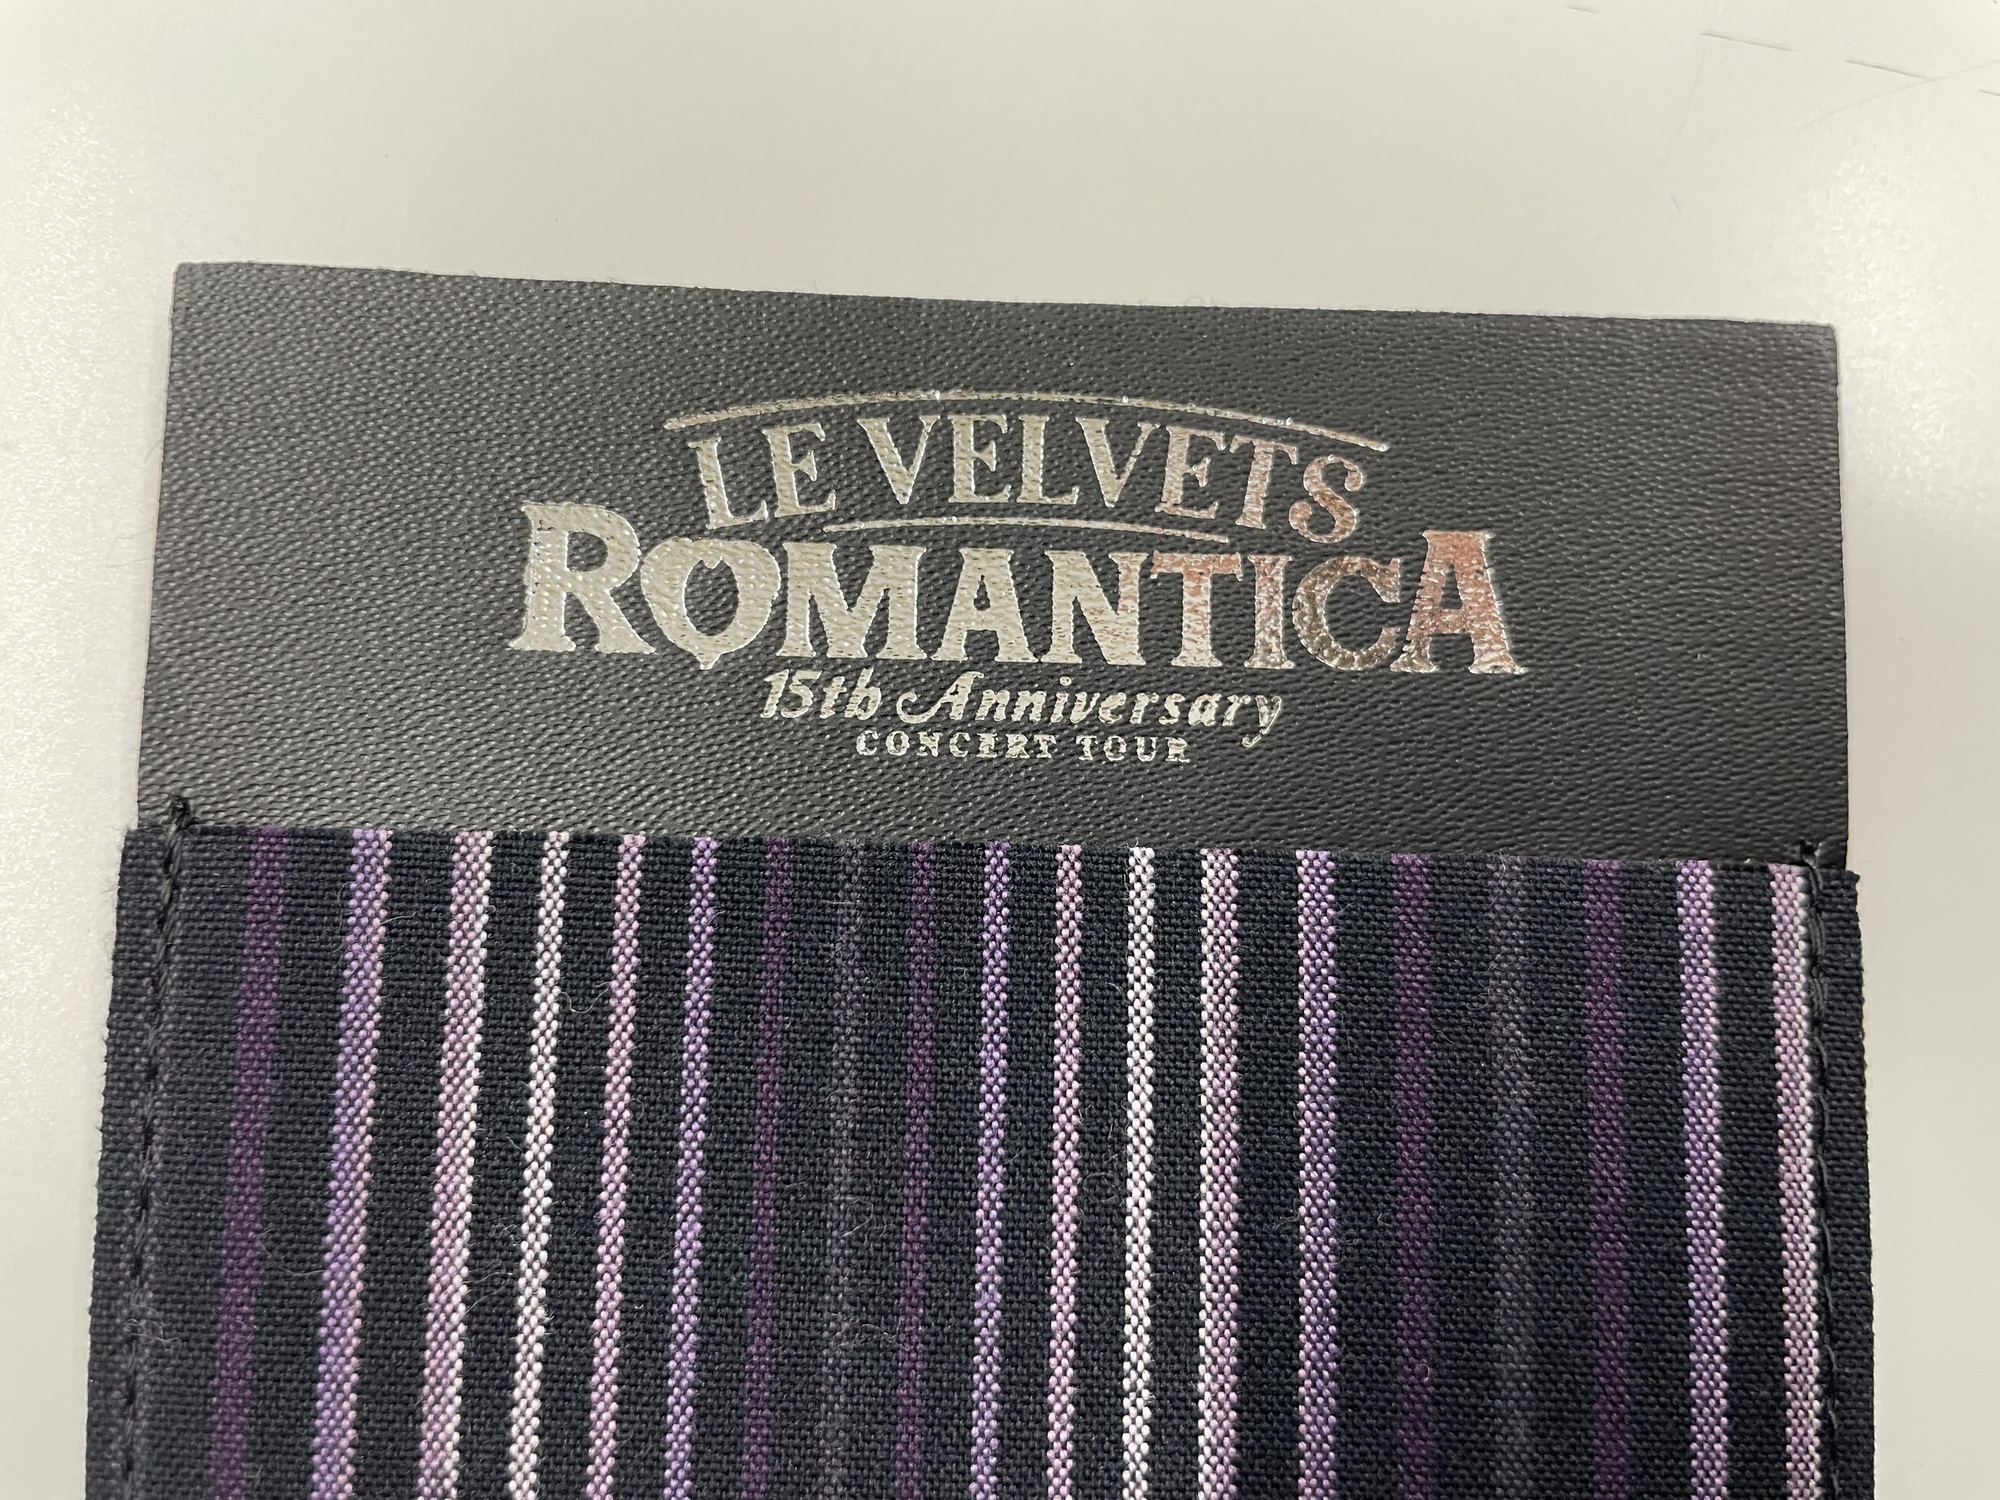 LE VELVETS
ROMANTICA
15th Anniversary
CONCERT TOUR